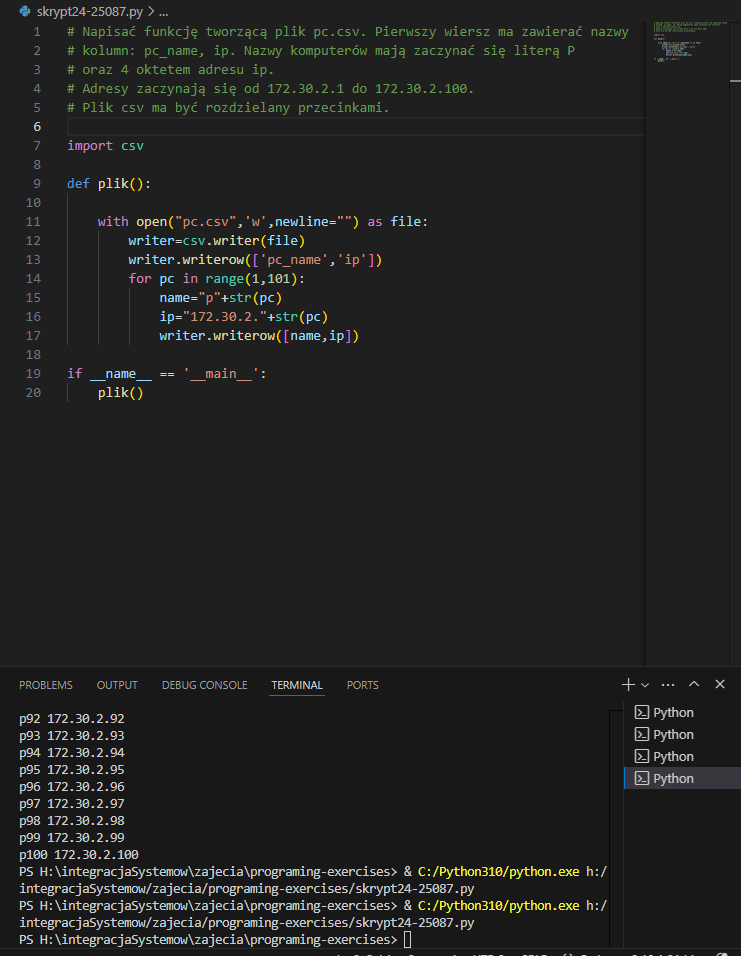 skrypt24-25087.py > ...
1 # Napisać funkcję tworzącą plik pc.csv. Pierwszy wiersz ma zawierać nazwy
2 # kolumn: pc_name, ip. Nazwy komputerów mają zaczynać się literą P
3 # oraz 4 oktetem adresu ip.
4 # Adresy zaczynają się od 172.30.2.1 do 172.30.2.100.
5 # Plik csv ma być rozdzielany przecinkami.
6
7 import csv
8
9 def plik():
10
11     with open("pc.csv",'w',newline="") as file:
12         writer=csv.writer(file)
13         writer.writerow(['pc_name','ip'])
14         for pc in range(1,101):
15             name="p"+str(pc)
16             ip="172.30.2."+str(pc)
17             writer.writerow([name,ip])
18
19 if __name__ == '__main__':
20     plik()
PROBLEMS OUTPUT DEBUG CONSOLE TERMINAL PORTS
p92 172.30.2.92
p93 172.30.2.93
p94 172.30.2.94
p95 172.30.2.95
p96 172.30.2.96
p97 172.30.2.97
p98 172.30.2.98
p99 172.30.2.99
p100 172.30.2.100
PS H:\integracjaSystemow\zajecia\programing-exercises> & C:/Python310/python.exe h:/
integracjaSystemow/zajecia/programing-exercises/skrypt24-25087.py
PS H:\integracjaSystemow\zajecia\programing-exercises> & C:/Python310/python.exe h:/
integracjaSystemow/zajecia/programing-exercises/skrypt24-25087.py
PS H:\integracjaSystemow\zajecia\programing-exercises>
Python
Python
Python
Python